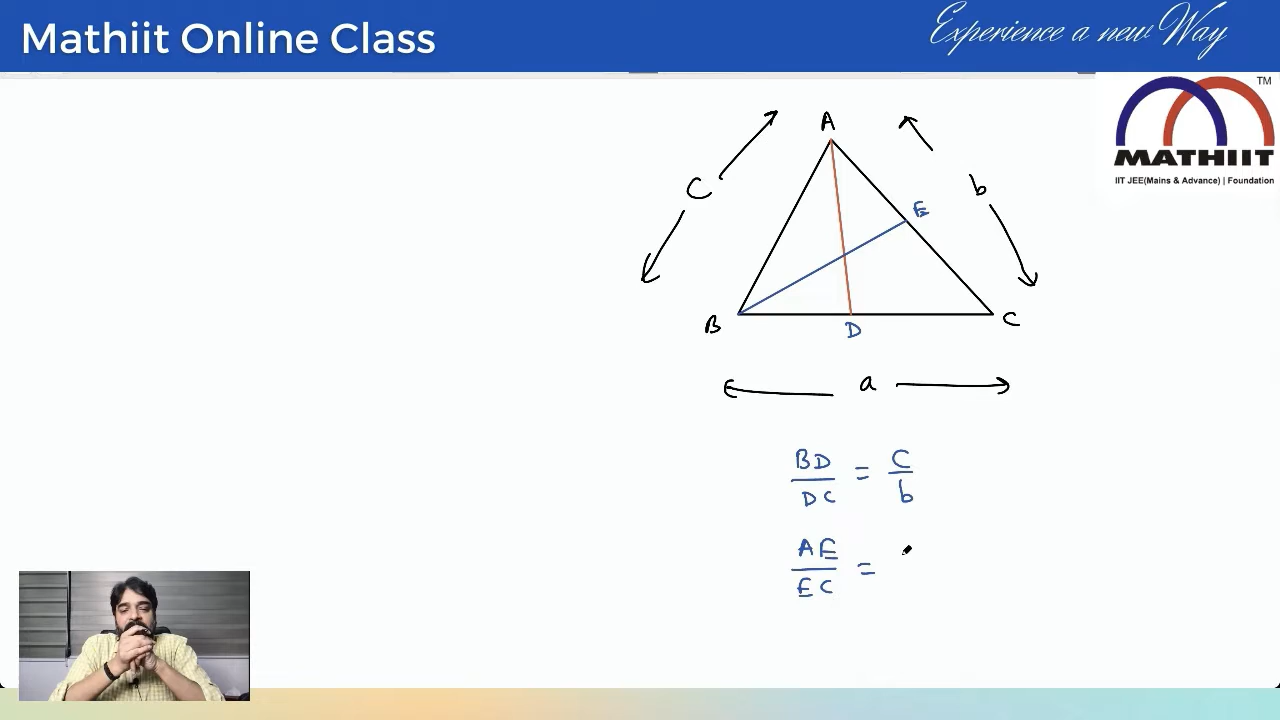 Mathiit Online Class
Experience a new Way
TM
MATHIIT
IIT JEE(Mains & Advance) | Foundation
A
C
b
E
B
D
C
a
BD/DC = C/b
AE/EC =